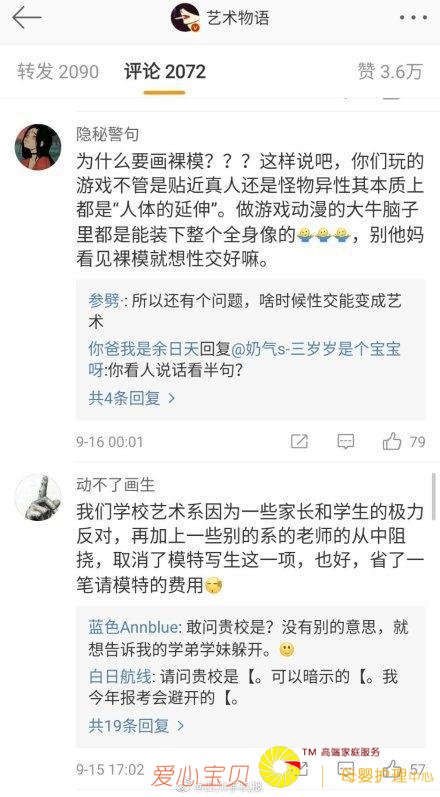 艺术物语
转发 2090 评论 2072 赞 3.6万
隐秘警句
为什么要画裸模？？？这样说吧，你们玩的
游戏不管是贴近真人还是怪物异性其本质上
都是“人体的延伸”。做游戏动漫的大牛脑子
里都是能装下整个全身像的🤷🤷🤷，别他妈
看见裸模就想性交好嘛。
参劈·: 所以还有个问题，啥时候性交能变成艺
术
你爸我是余日天回复@奶气s-三岁岁是个宝宝
呀:你看人说话看半句？
共4条回复 >
9-16 00:01 79
动不了画生
我们学校艺术系因为一些家长和学生的极力
反对，再加上一些别的系的老师的从中阻
挠，取消了模特写生这一项，也好，省了一
笔请模特的费用
蓝色Annblue: 敢问贵校是？没有别的意思，就
想告诉我的学弟学妹躲开。
白日航线: 请问贵校是【。可以暗示的【。我
今年报考会避开的【。
共19条回复 >
9-15 17:02 57
爱心宝贝
TM 高端家庭服务
母婴护理中心